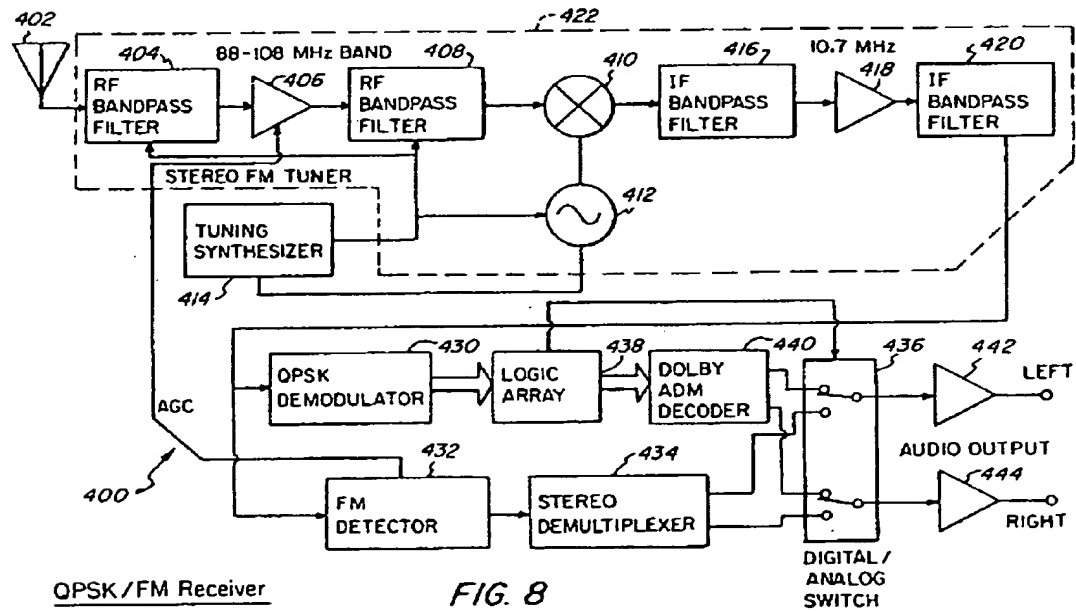 402
422
404
88-108 MHz BAND
408
416
10.7 MHz
420
406
410
418
RF
BANDPASS
FILTER
RF
BANDPASS
FILTER
IF
BANDPASS
FILTER
IF
BANDPASS
FILTER
STEREO FM TUNER
412
TUNING
SYNTHESIZER
414
430
438
440
436
442
QPSK
DEMODULATOR
LOGIC
ARRAY
DOLBY
ADM
DECODER
LEFT
AGC
400
432
434
AUDIO OUTPUT
444
FM
DETECTOR
STEREO
DEMULTIPLEXER
RIGHT
DIGITAL/
ANALOG
SWITCH
QPSK/FM Receiver
FIG. 8